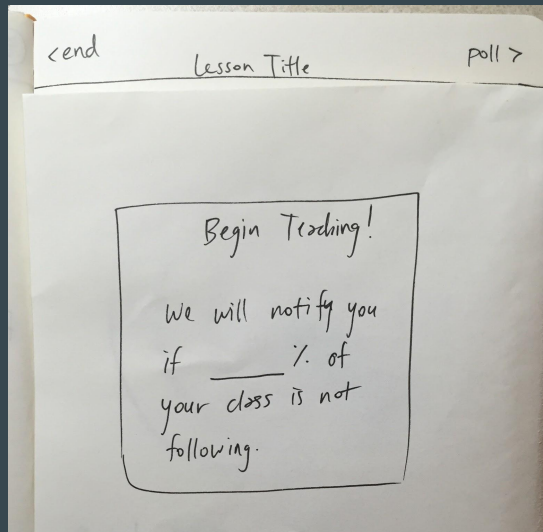 <end
Lesson Title
poll >
Begin Teaching!
We will notify you
if ____ % of
your class is not
following.